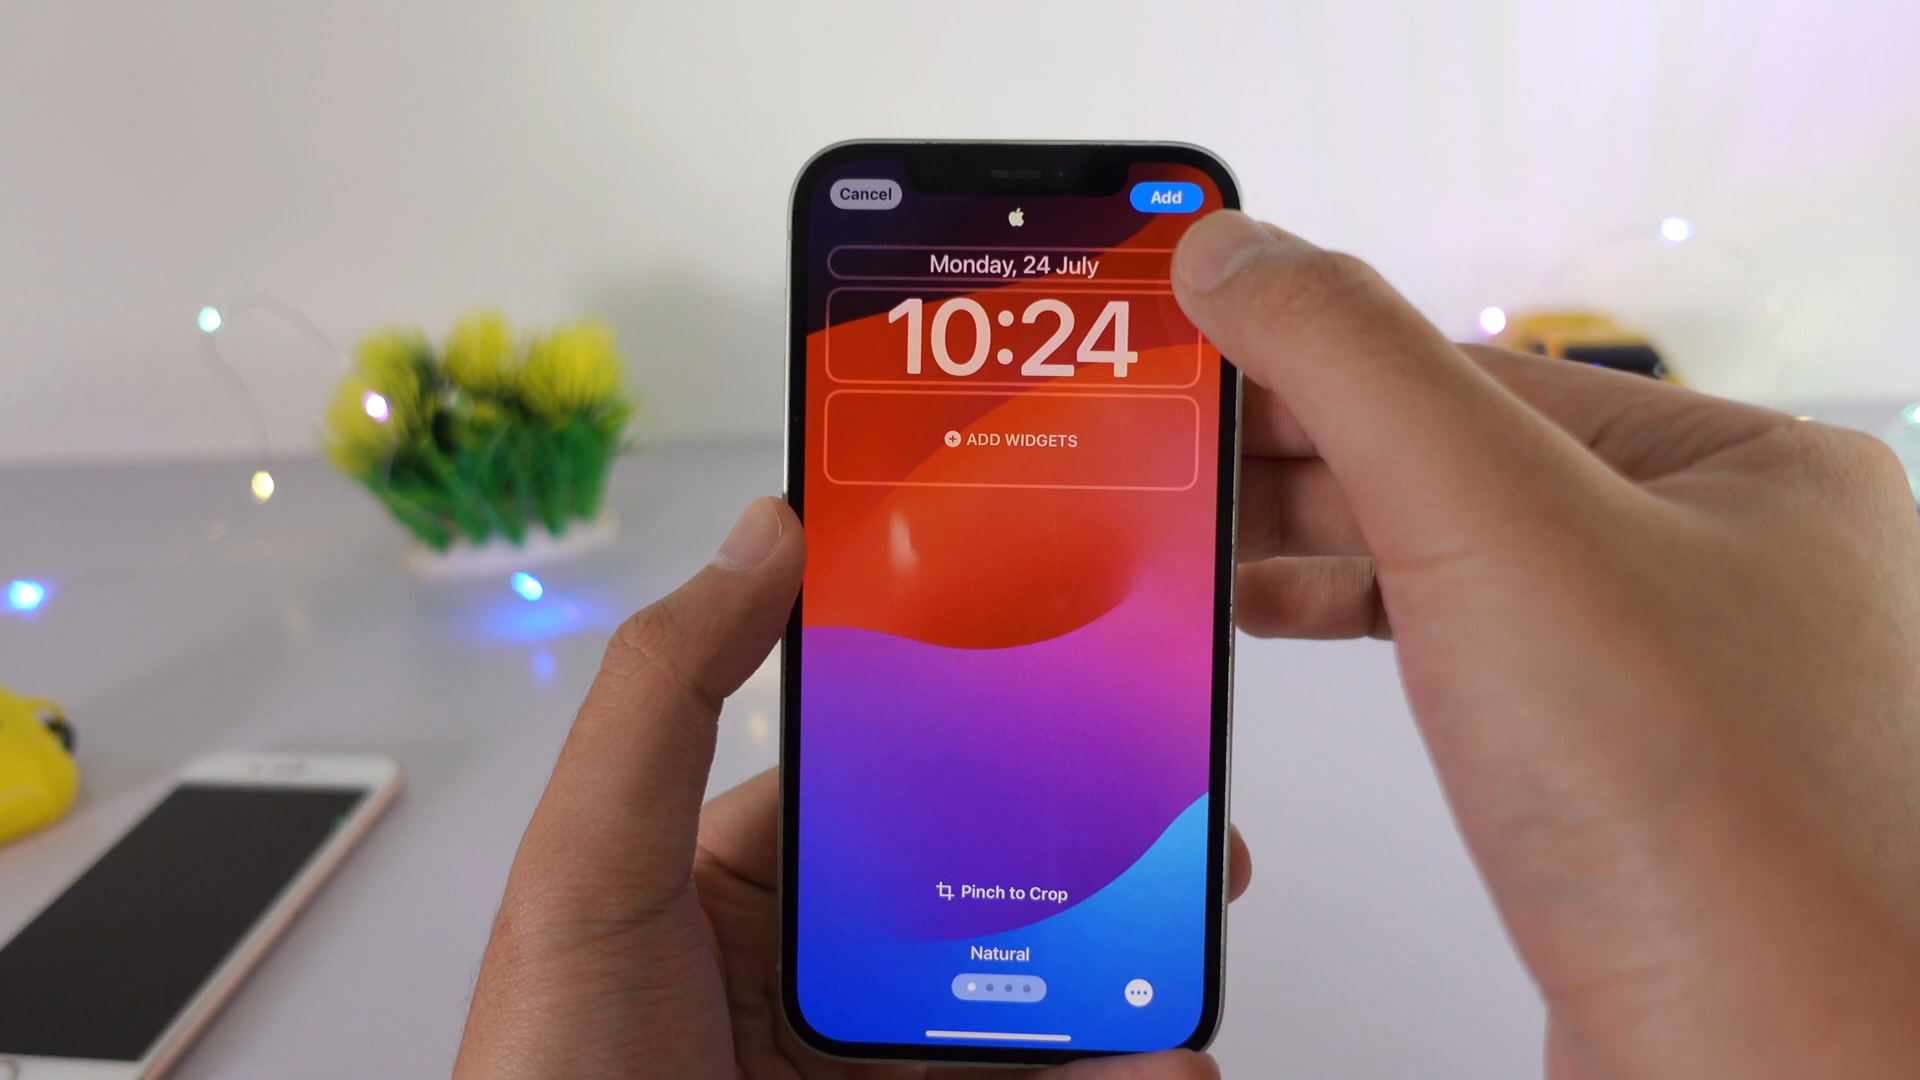 Cancel
Add
Monday, 24 July
10:24
ADD WIDGETS
Pinch to Crop
Natural